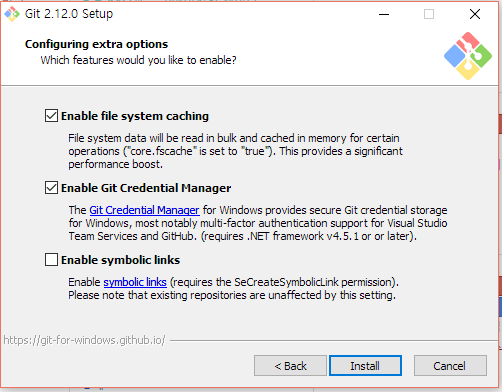 Git 2.12.0 Setup
Configuring extra options
Which features would you like to enable?
Enable file system caching
File system data will be read in bulk and cached in memory for certain
operations ("core.fscache" is set to "true"). This provides a significant
performance boost.
Enable Git Credential Manager
The Git Credential Manager for Windows provides secure Git credential storage
for Windows, most notably multi-factor authentication support for Visual Studio
Team Services and GitHub. (requires .NET framework v4.5.1 or or later).
Enable symbolic links
Enable symbolic links (requires the SeCreateSymbolicLink permission).
Please note that existing repositories are unaffected by this setting.
https://git-for-windows.github.io/
< Back
Install
Cancel